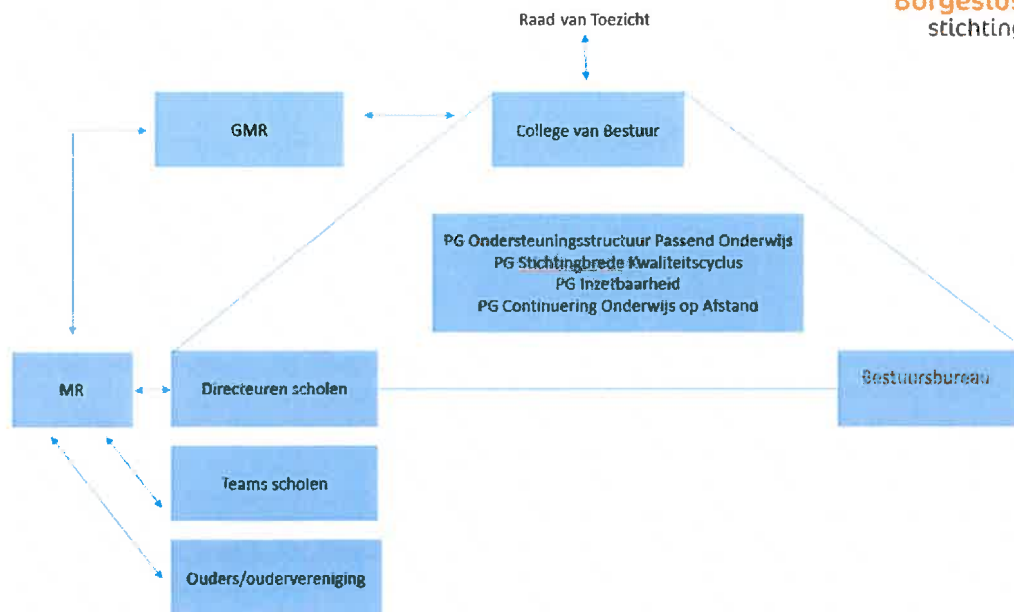 stichting
Raad van Toezicht
GMR
College van Bestuur
PG Ondersteuningsstructuur Passend Onderwijs
PG Stichtingbrede Kwaliteitscyclus
PG Inzetbaarheid
PG Continuering Onderwijs op Afstand
MR
Directeuren scholen
Bestuursbureau
Teams scholen
Ouders/oudervereniging